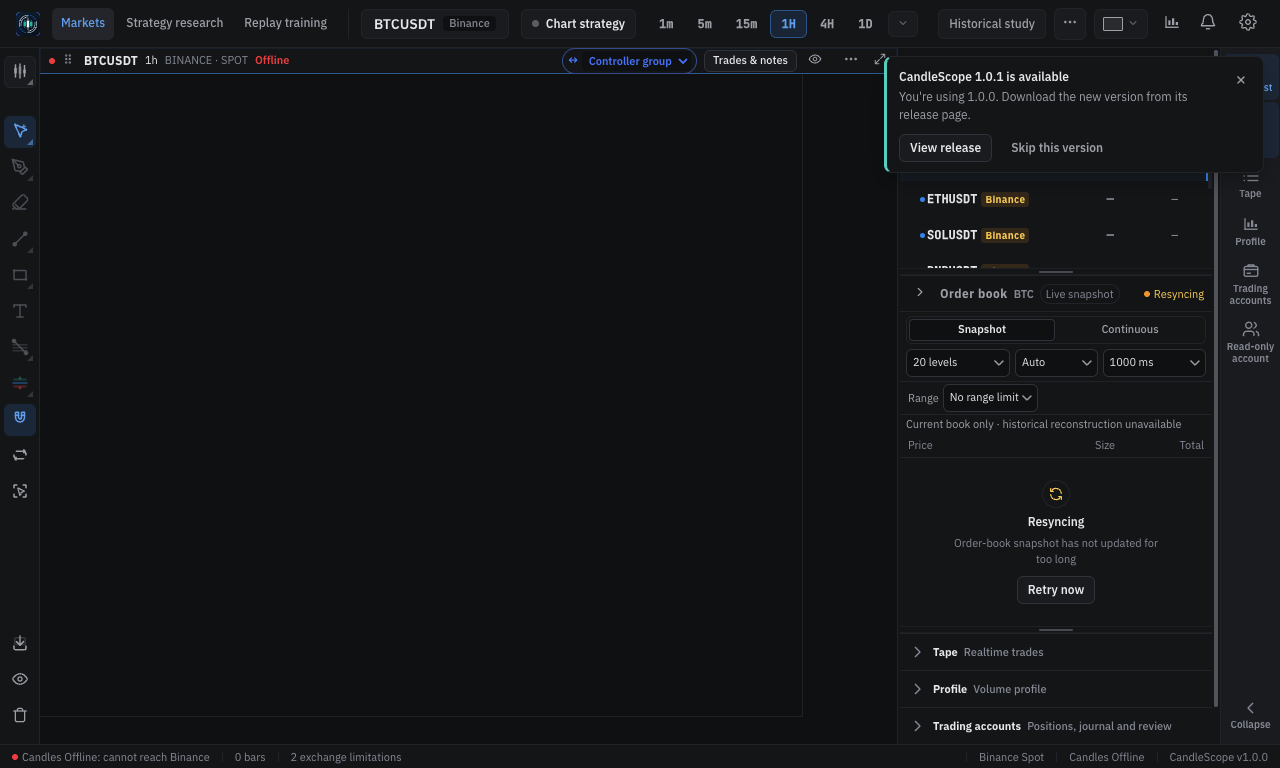 Markets
Strategy research
Replay training
BTCUSDT Binance
Chart strategy
1m 5m 15m 1H 4H 1D
Historical study
BTCUSDT 1h BINANCE · SPOT Offline
Controller group
Trades & notes
CandleScope 1.0.1 is available
You're using 1.0.0. Download the new version from its
release page.
View release
Skip this version
st
ETHUSDT Binance — —
SOLUSDT Binance — —
Order book BTC Live snapshot Resyncing
Snapshot Continuous
20 levels Auto 1000 ms
Range No range limit
Current book only · historical reconstruction unavailable
Price Size Total
Resyncing
Order-book snapshot has not updated for
too long
Retry now
Tape Realtime trades
Profile Volume profile
Trading accounts Positions, journal and review
Tape
Profile
Trading
accounts
Read-only
account
Collapse
Candles Offline: cannot reach Binance
0 bars
2 exchange limitations
Binance Spot
Candles Offline
CandleScope v1.0.0